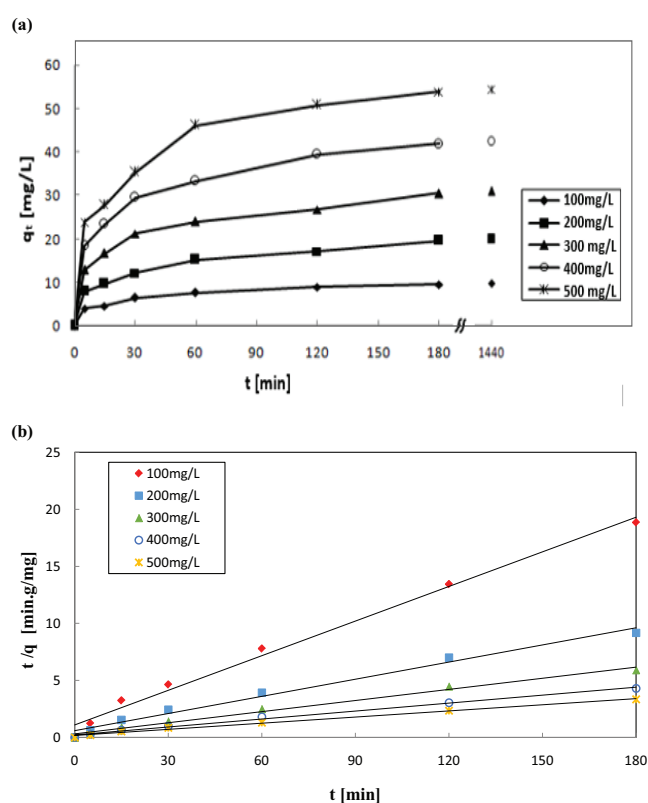 (a)
60
50
40
30
20
10
0
qt [mg/L]
0 30 60 90 120 150 180 // 1440
t [min]
100mg/L
200mg/L
300 mg/L
400mg/L
500 mg/L
(b)
25
20
15
10
5
0
t /q [min.g/mg]
0 30 60 90 120 150 180
t [min]
100mg/L
200mg/L
300mg/L
400mg/L
500mg/L